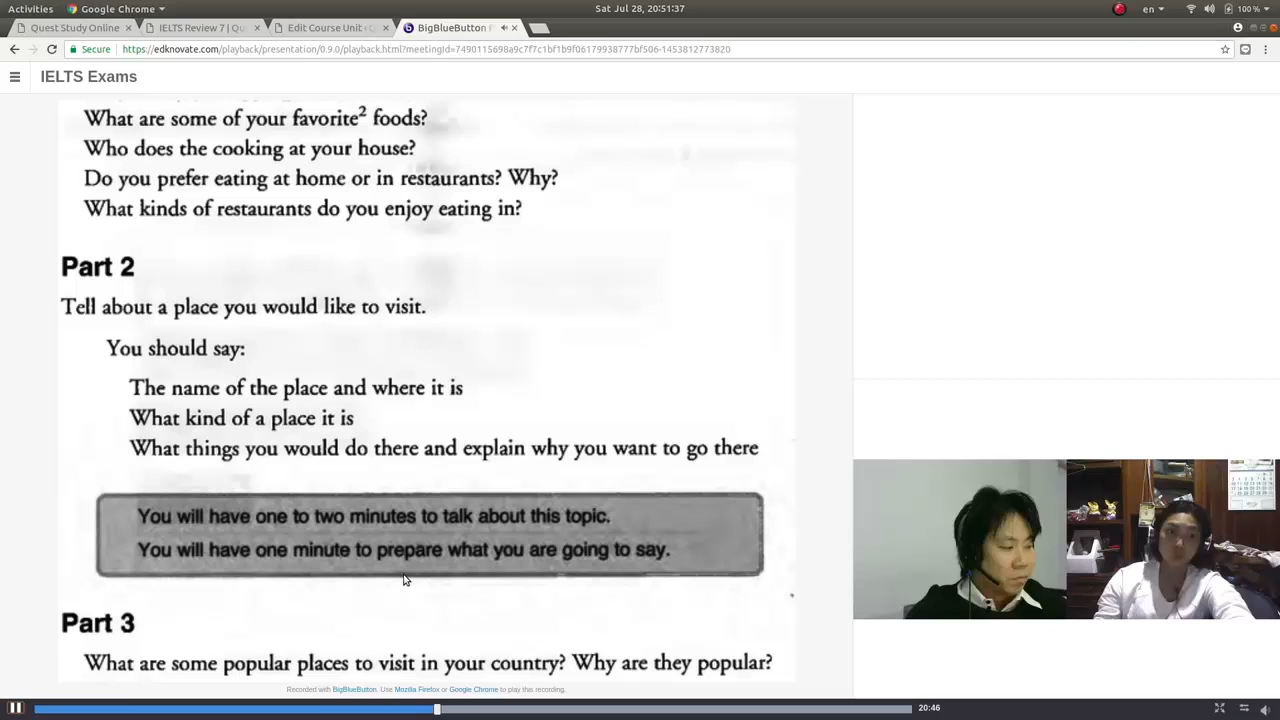 Activities
Google Chrome
Sat Jul 28, 20:51:37
en
100 %
Quest Study Online
IELTS Review 7 | Qu
Edit Course Unit
BigBlueButton P
Secure
https://edknovate.com/playback/presentation/0.9.0/playback.html?meetingId=7490115698a9c7f7c1bf1b9f06179938777bf506-1453812773820
IELTS Exams
What are some of your favorite² foods?
Who does the cooking at your house?
Do you prefer eating at home or in restaurants? Why?
What kinds of restaurants do you enjoy eating in?
Part 2
Tell about a place you would like to visit.
You should say:
The name of the place and where it is
What kind of a place it is
What things you would do there and explain why you want to go there
You will have one to two minutes to talk about this topic.
You will have one minute to prepare what you are going to say.
Part 3
What are some popular places to visit in your country? Why are they popular?
Recorded with BigBlueButton. Use Mozilla Firefox or Google Chrome to play this recording.
20:46